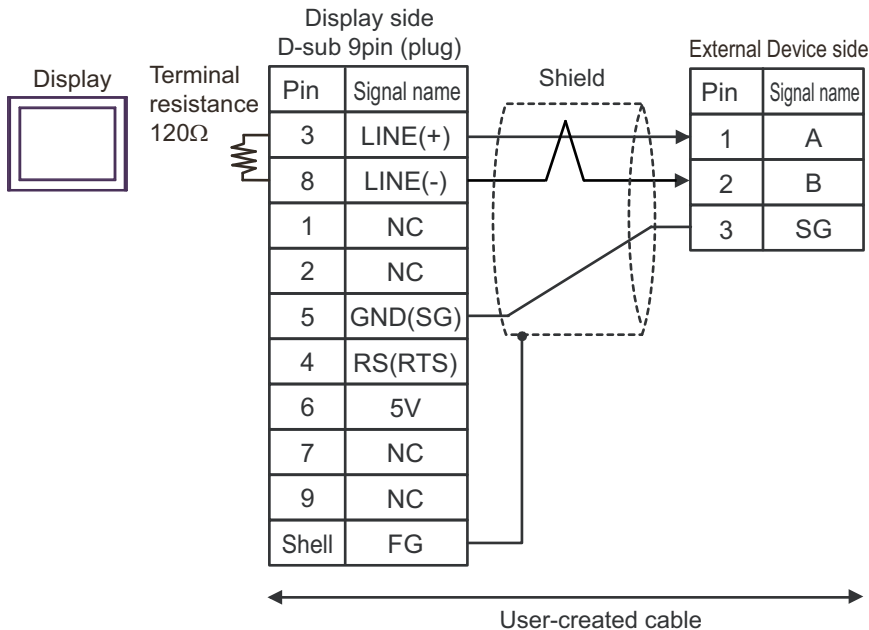 Display side
D-sub 9pin (plug)
External Device side
Display
Terminal
resistance
120Ω
Shield
Pin Signal name
3 LINE(+)
8 LINE(-)
1 NC
2 NC
5 GND(SG)
4 RS(RTS)
6 5V
7 NC
9 NC
Shell FG
Pin Signal name
1 A
2 B
3 SG
User-created cable